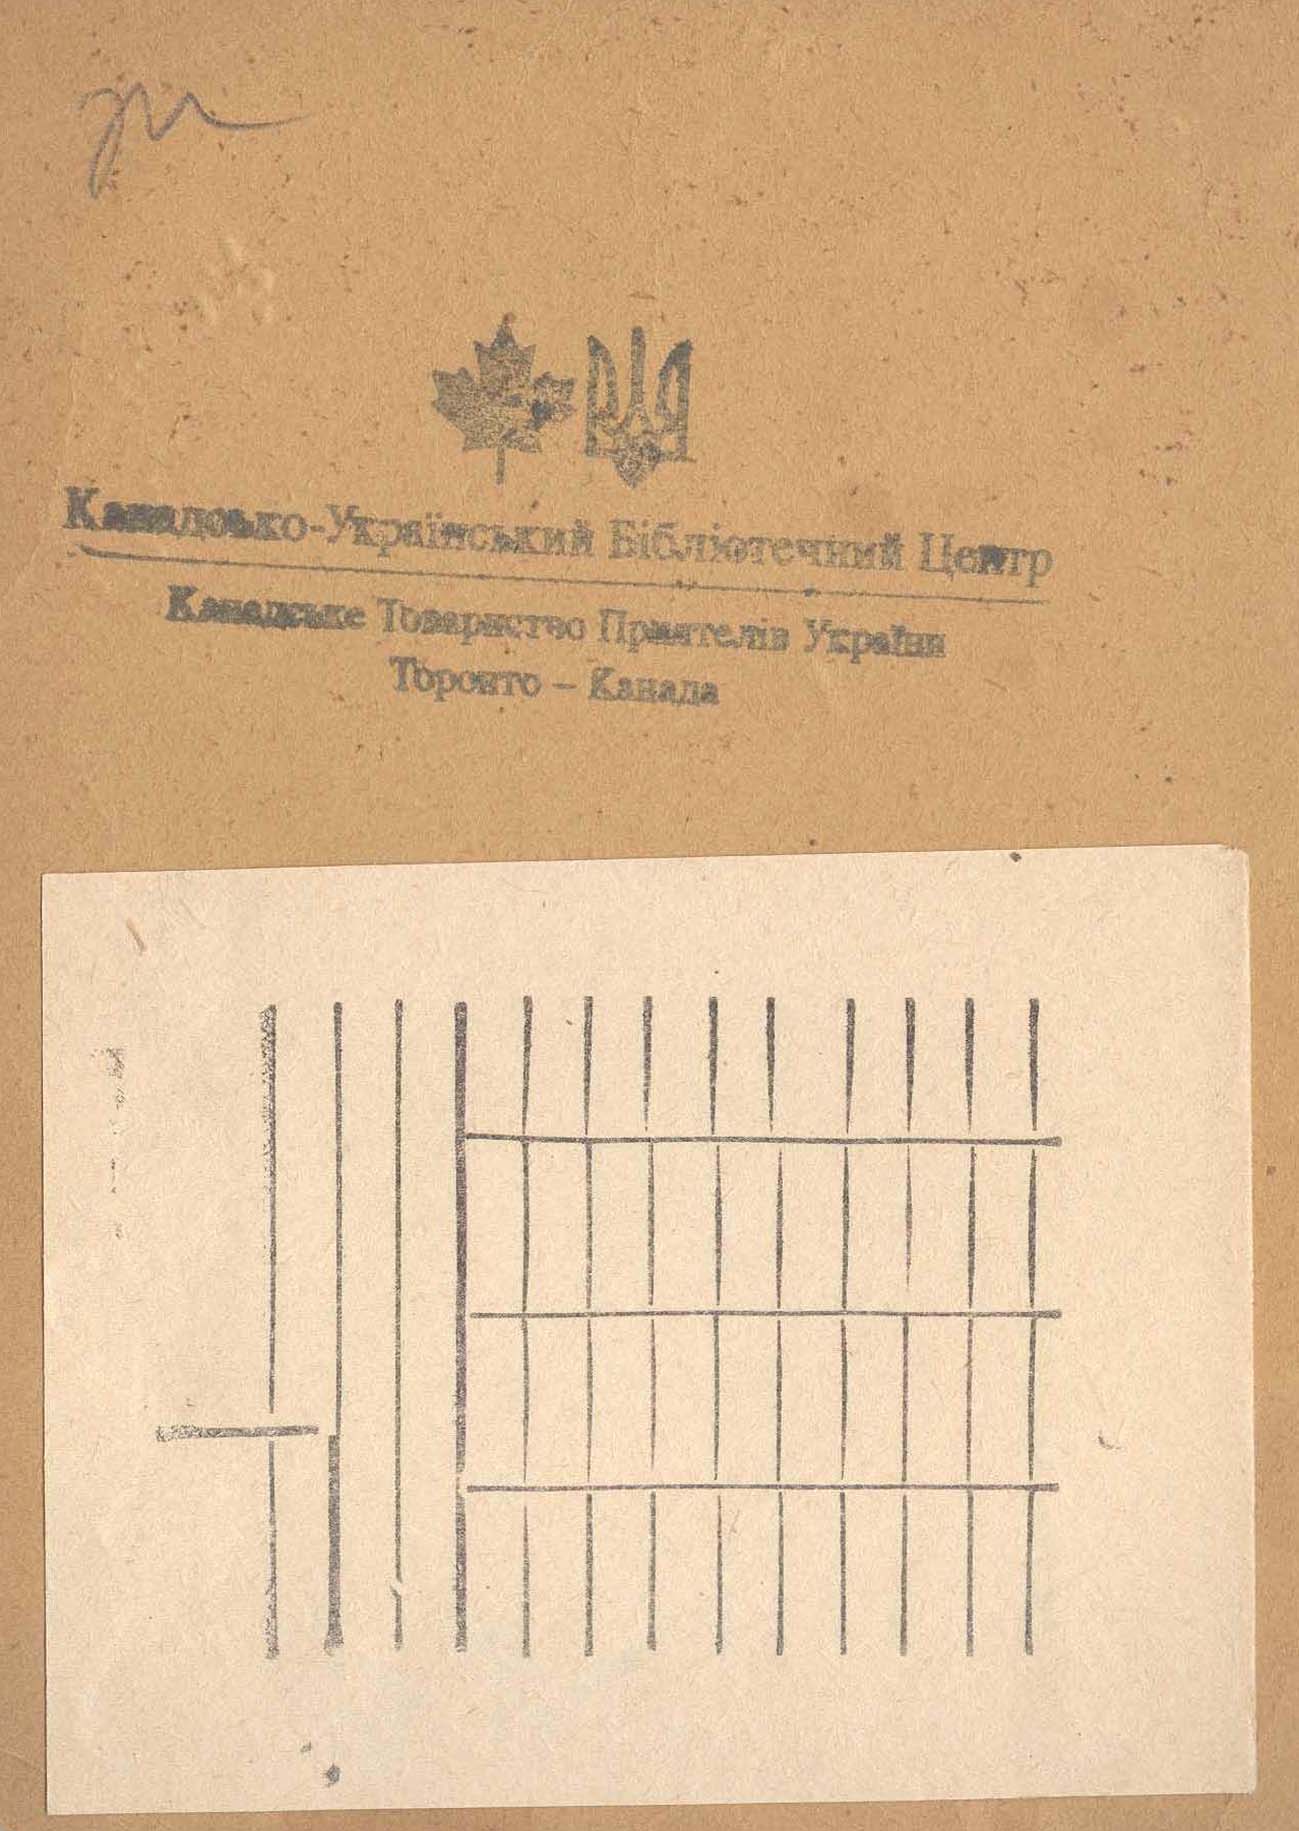 Канадсько-Український Бібліотечний Центр
Канадське Товариство Приятелів України
Торонто – Канада